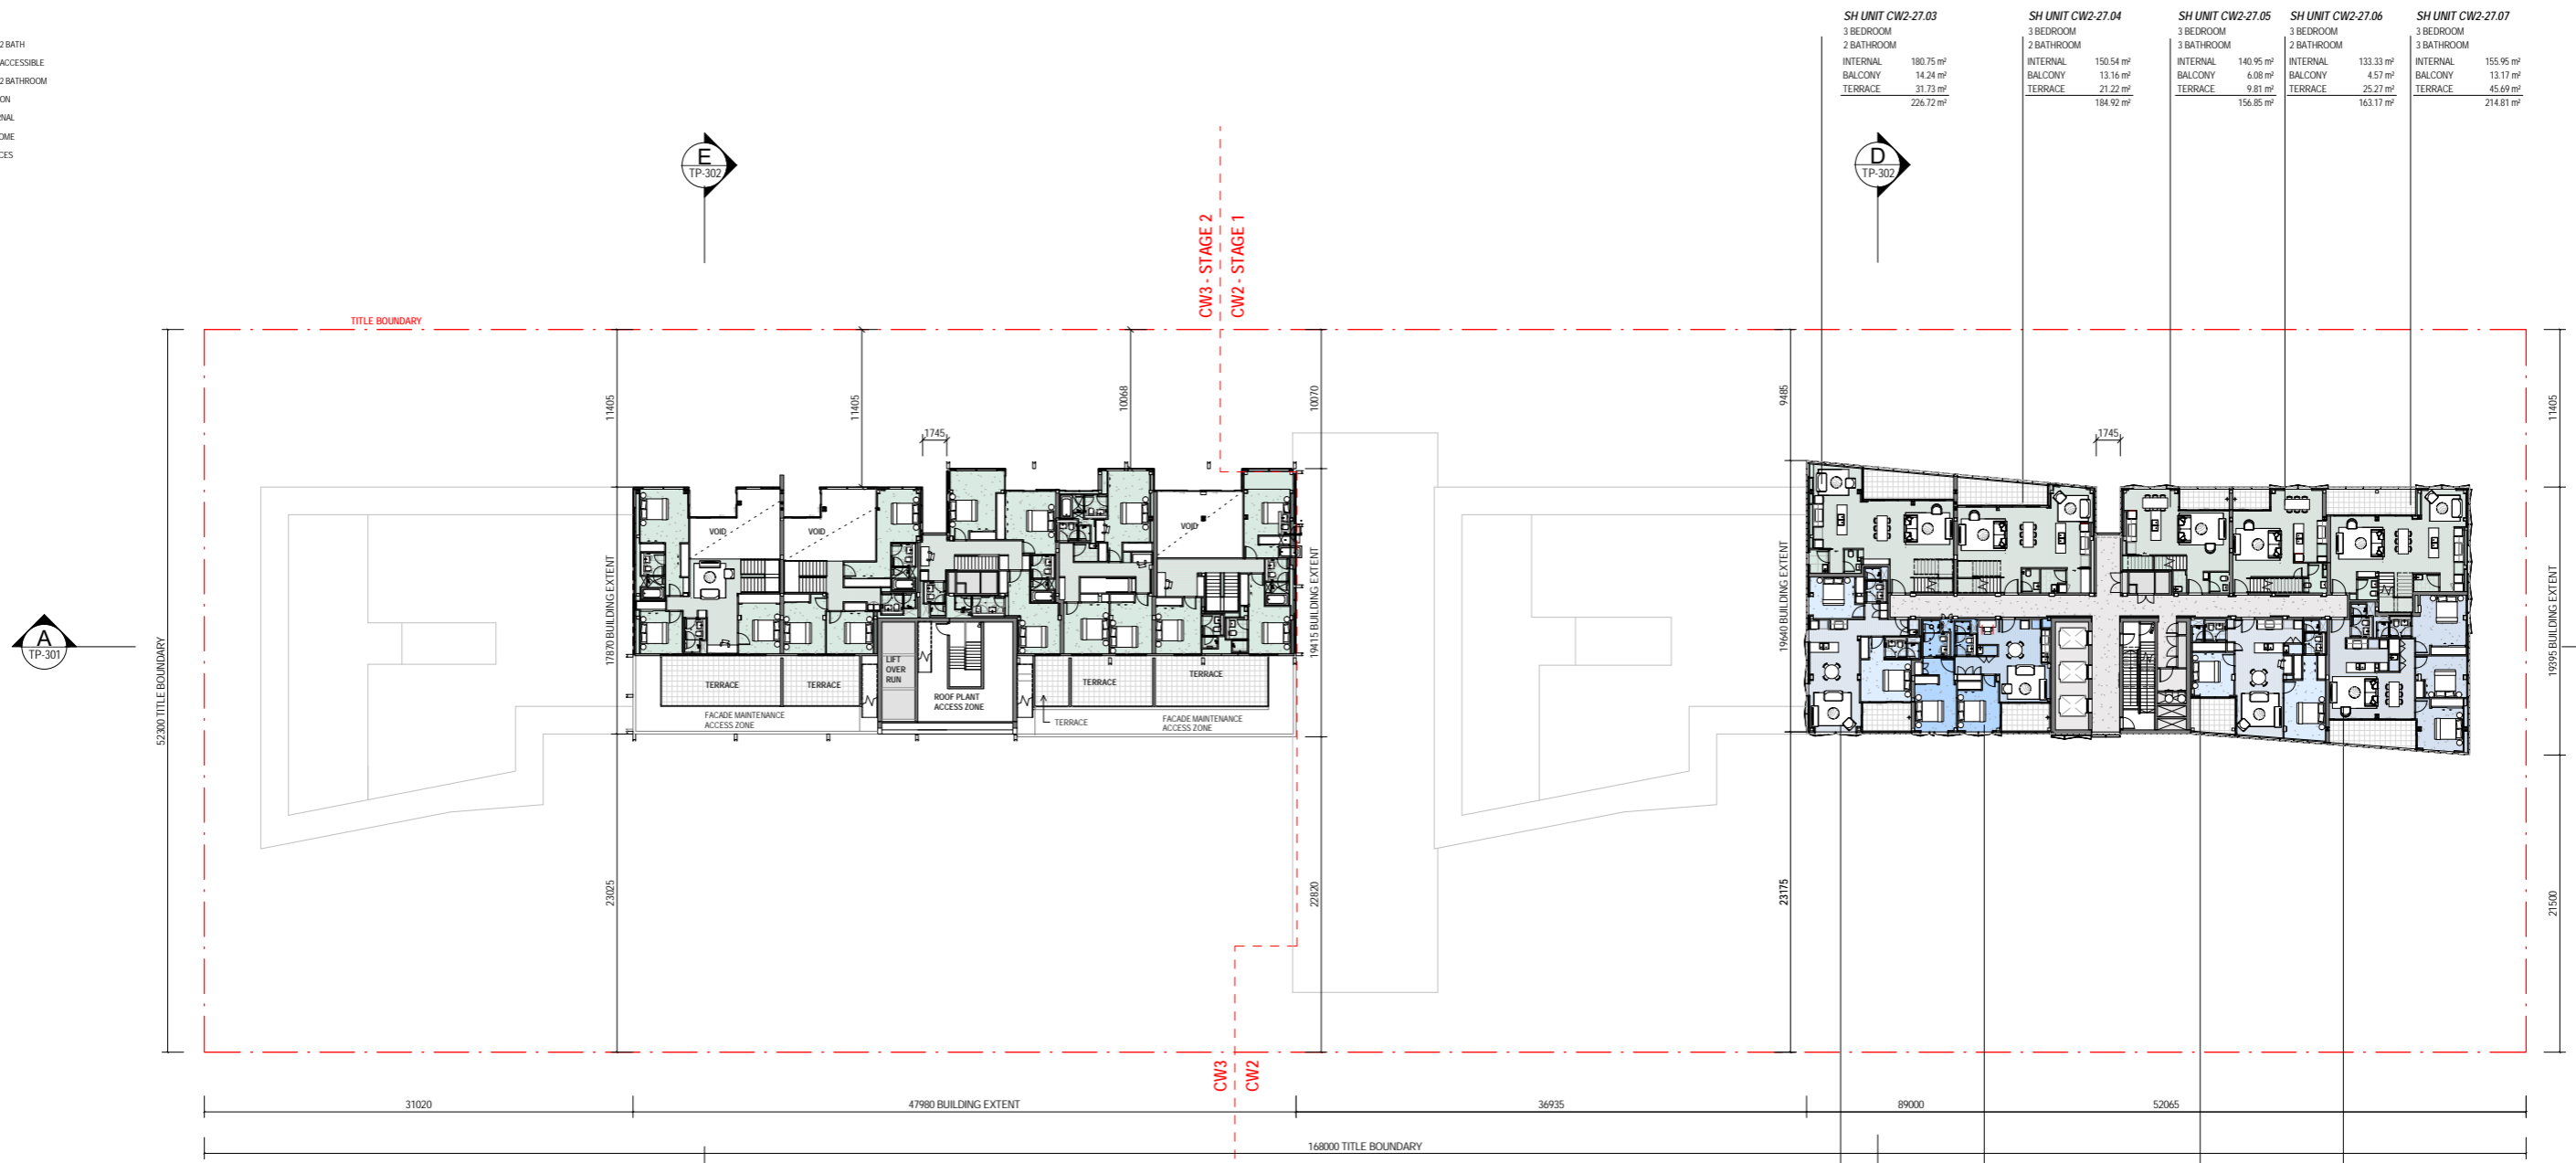 2 BATH
ACCESSIBLE
2 BATHROOM
SH UNIT CW2-27.03
3 BEDROOM
2 BATHROOM
INTERNAL 180.75 m²
BALCONY 14.24 m²
TERRACE 31.73 m²
226.72 m²
SH UNIT CW2-27.04
3 BEDROOM
2 BATHROOM
INTERNAL 150.54 m²
BALCONY 13.16 m²
TERRACE 21.22 m²
184.92 m²
SH UNIT CW2-27.05
3 BEDROOM
3 BATHROOM
INTERNAL 140.95 m²
BALCONY 6.08 m²
TERRACE 9.81 m²
156.85 m²
SH UNIT CW2-27.06
3 BEDROOM
2 BATHROOM
INTERNAL 133.33 m²
BALCONY 4.57 m²
TERRACE 25.27 m²
163.17 m²
SH UNIT CW2-27.07
3 BEDROOM
3 BATHROOM
INTERNAL 155.95 m²
BALCONY 13.17 m²
TERRACE 45.69 m²
214.81 m²
E
TP-302
D
TP-302
CW3 - STAGE 2
CW2 - STAGE 1
TITLE BOUNDARY
11405
11405
10068
10070
9485
11405
1745
1745
VOID
VOID
VOID
52300 TITLE BOUNDARY
17870 BUILDING EXTENT
19415 BUILDING EXTENT
19640 BUILDING EXTENT
19395 BUILDING EXTENT
A
TP-301
LIFT
OVER
RUN
ROOF PLANT
ACCESS ZONE
TERRACE
TERRACE
TERRACE
TERRACE
TERRACE
FACADE MAINTENANCE
ACCESS ZONE
FACADE MAINTENANCE
ACCESS ZONE
23025
22820
23175
21500
CW3
CW2
31020
47980 BUILDING EXTENT
36935
89000
52065
168000 TITLE BOUNDARY